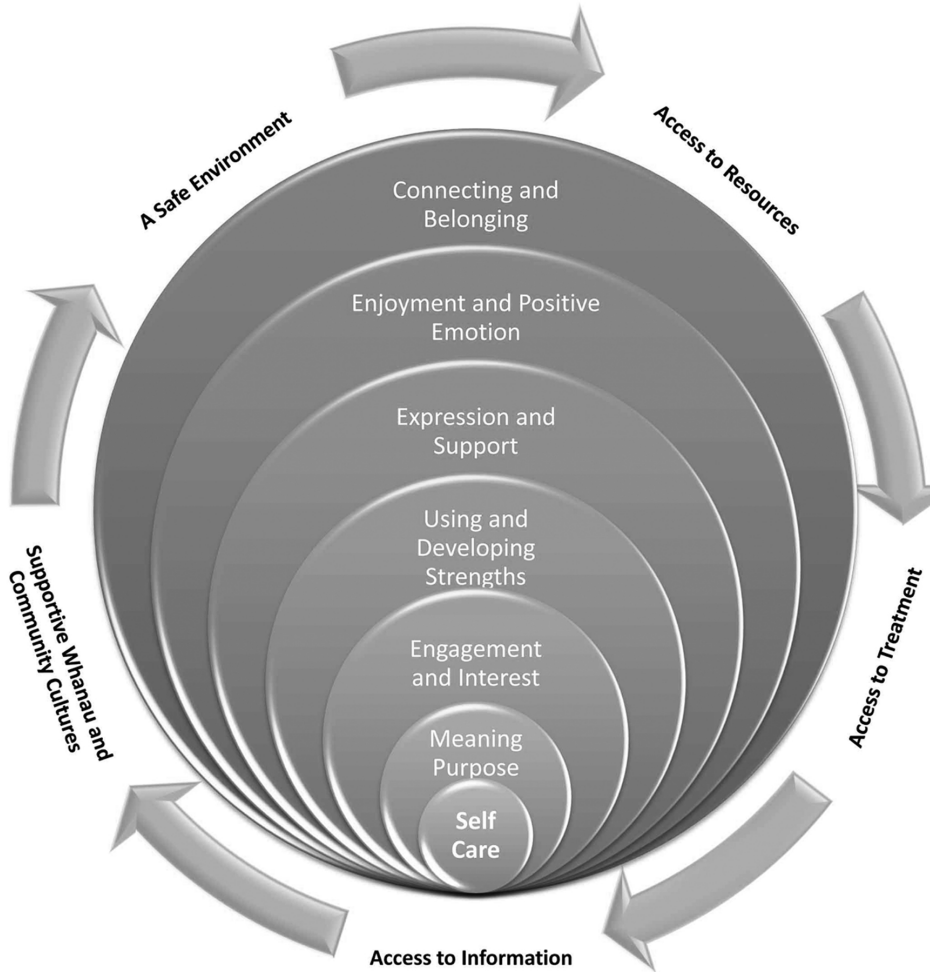 A Safe Environment
Access to Resources
Connecting and
Belonging
Enjoyment and Positive
Emotion
Expression and
Support
Using and
Developing
Strengths
Engagement
and Interest
Meaning
Purpose
Self
Care
Supportive Whanau and
Community Cultures
Access to Treatment
Access to Information